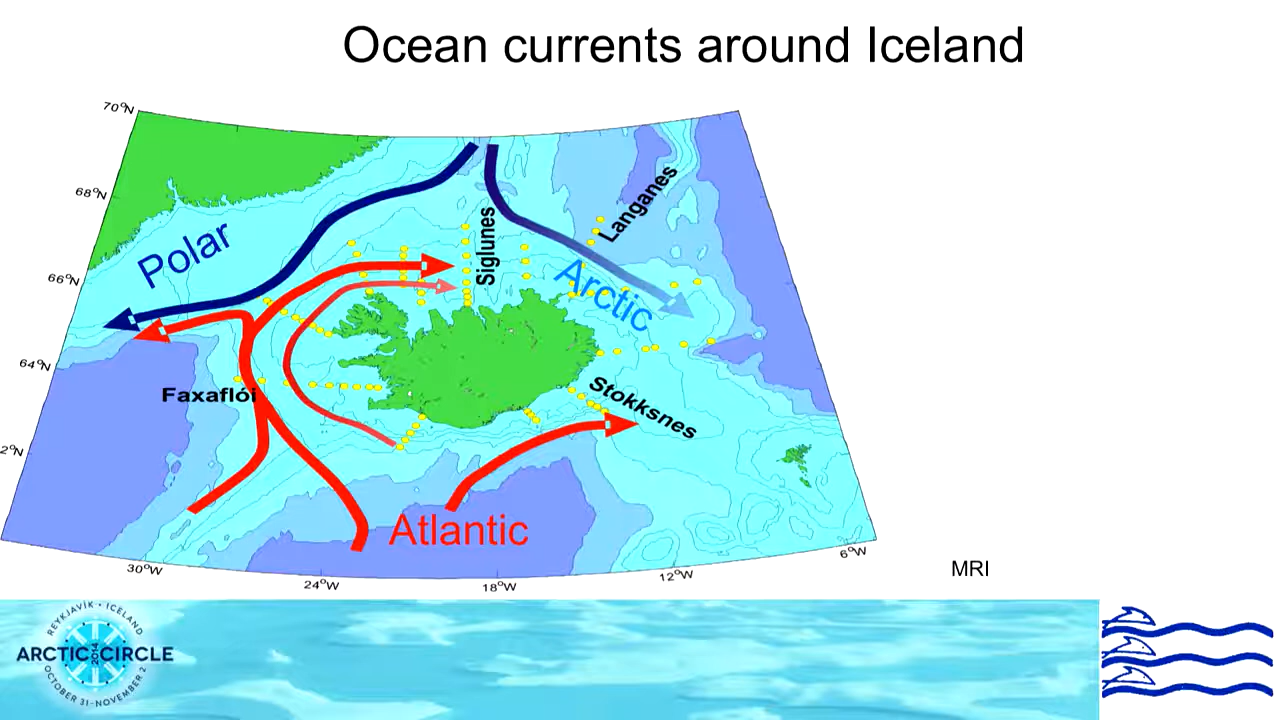 Ocean currents around Iceland
70°N
68°N
66°N
64°N
2°N
30°W
24°W
18°W
12°W
6°W
Polar
Siglunes
Langanes
Arctic
Faxaflói
Stokksnes
Atlantic
MRI
REYKJAVÍK • ICELAND
ARCTIC 2014 CIRCLE
OCTOBER 31-NOVEMBER 2